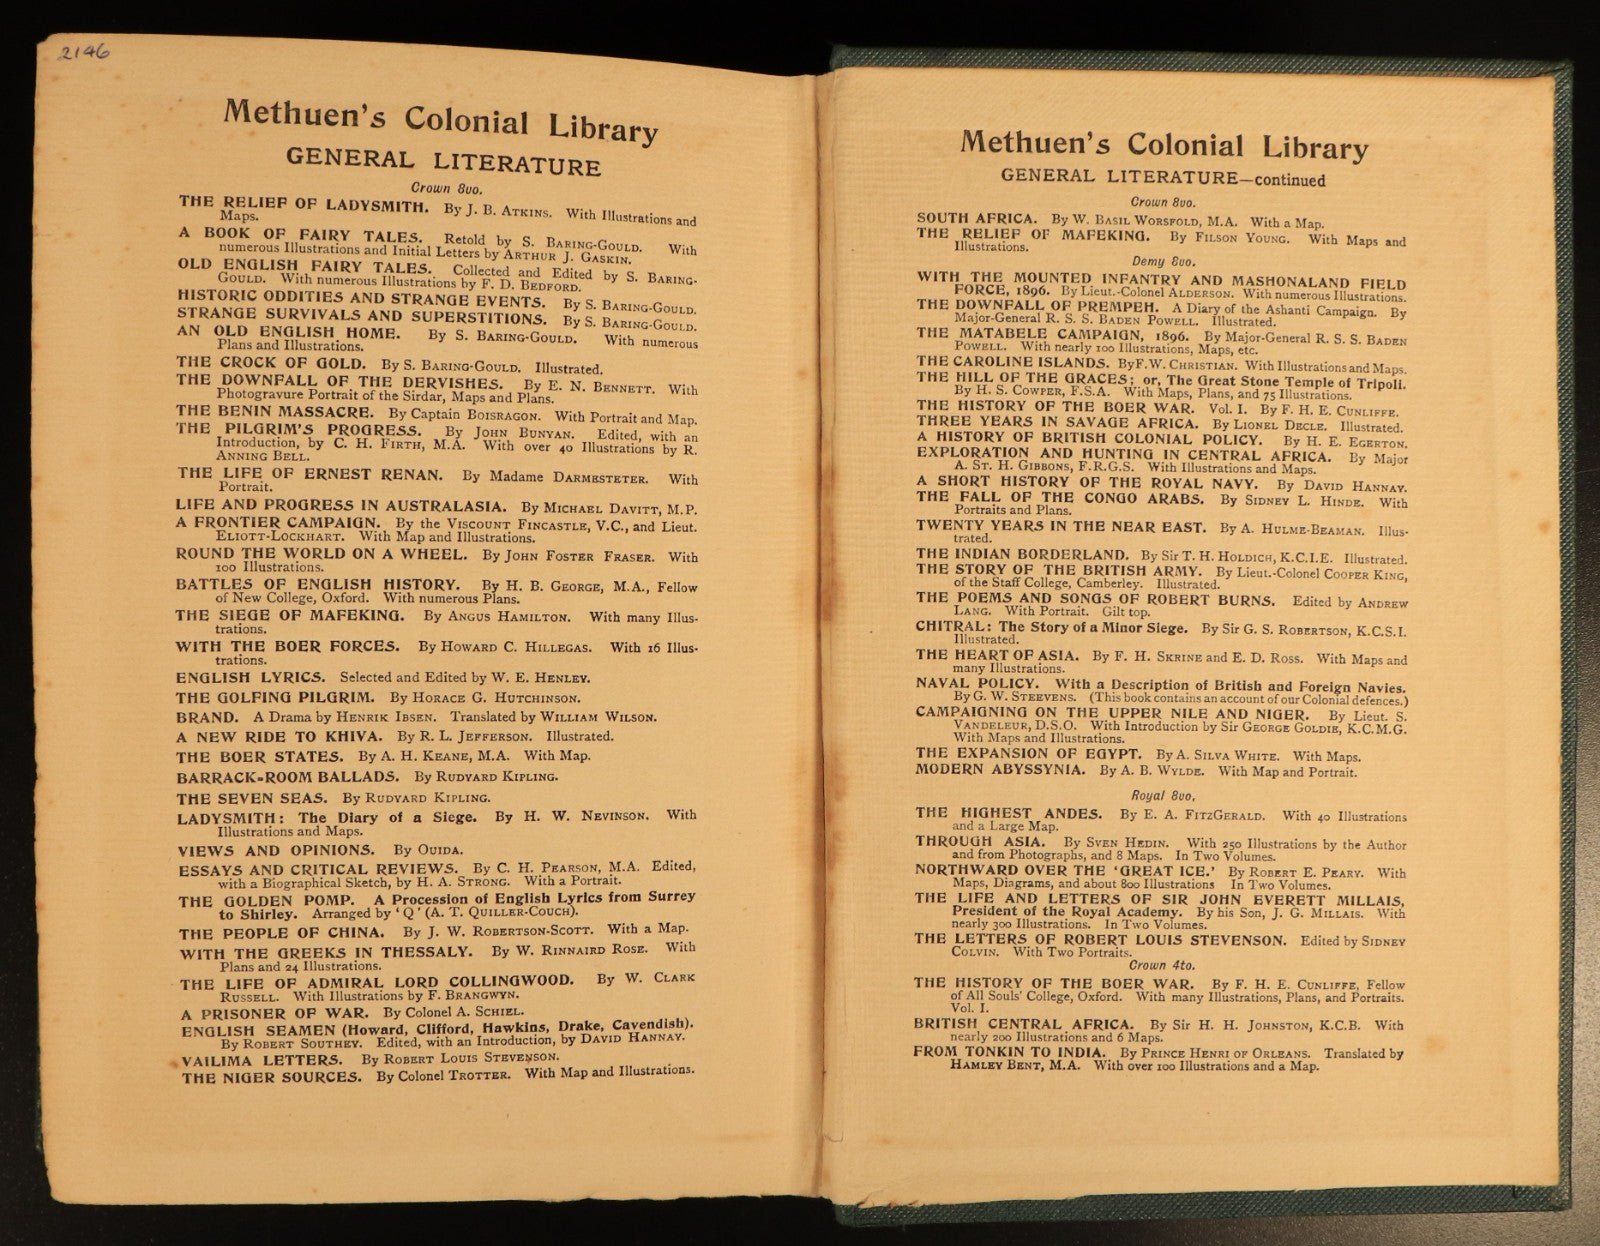 2146
Methuen's Colonial Library
GENERAL LITERATURE
Crown 8vo.
THE RELIEF OF LADYSMITH. By J. B. ATKINS. With Illustrations and
Maps.
A BOOK OF FAIRY TALES. Retold by S. BARING-GOULD. With
numerous Illustrations and Initial Letters by ARTHUR J. GASKIN.
OLD ENGLISH FAIRY TALES. Collected and Edited by S. BARING-
GOULD. With numerous Illustrations by F. D. BEDFORD.
HISTORIC ODDITIES AND STRANGE EVENTS. By S. BARING-GOULD.
STRANGE SURVIVALS AND SUPERSTITIONS. By S. BARING-GOULD.
AN OLD ENGLISH HOME. By S. BARING-GOULD. With numerous
Plans and Illustrations.
THE CROCK OF GOLD. By S. BARING-GOULD. Illustrated.
THE DOWNFALL OF THE DERVISHES. By E. N. BENNETT. With
Photogravure Portrait of the Sirdar, Maps and Plans.
THE BENIN MASSACRE. By Captain BOISRAGON. With Portrait and Map.
THE PILGRIM'S PROGRESS. By JOHN BUNYAN. Edited, with an
Introduction, by C. H. FIRTH, M.A. With over 40 Illustrations by R.
ANNING BELL.
THE LIFE OF ERNEST RENAN. By Madame DARMESTETER. With
Portrait.
LIFE AND PROGRESS IN AUSTRALASIA. By MICHAEL DAVITT, M.P.
A FRONTIER CAMPAIGN. By the VISCOUNT FINCASTLE, V.C., and Lieut.
ELIOTT-LOCKHART. With Map and Illustrations.
ROUND THE WORLD ON A WHEEL. By JOHN FOSTER FRASER. With
100 Illustrations.
BATTLES OF ENGLISH HISTORY. By H. B. GEORGE, M.A., Fellow
of New College, Oxford. With numerous Plans.
THE SIEGE OF MAFEKING. By ANGUS HAMILTON. With many Illus-
trations.
WITH THE BOER FORCES. By HOWARD C. HILLEGAS. With 16 Illus-
trations.
ENGLISH LYRICS. Selected and Edited by W. E. HENLEY.
THE GOLFING PILGRIM. By HORACE G. HUTCHINSON.
BRAND. A Drama by HENRIK IBSEN. Translated by WILLIAM WILSON.
A NEW RIDE TO KHIVA. By R. L. JEFFERSON. Illustrated.
THE BOER STATES. By A. H. KEANE, M.A. With Map.
BARRACK-ROOM BALLADS. By RUDYARD KIPLING.
THE SEVEN SEAS. By RUDYARD KIPLING.
LADYSMITH: The Diary of a Siege. By H. W. NEVINSON. With
Illustrations and Maps.
VIEWS AND OPINIONS. By OUIDA.
ESSAYS AND CRITICAL REVIEWS. By C. H. PEARSON, M.A. Edited,
with a Biographical Sketch, by H. A. STRONG. With a Portrait.
THE GOLDEN POMP. A Procession of English Lyrics from Surrey
to Shirley. Arranged by 'Q' (A. T. QUILLER-COUCH).
THE PEOPLE OF CHINA. By J. W. ROBERTSON-SCOTT. With a Map.
WITH THE GREEKS IN THESSALY. By W. RINNAIRD ROSE. With
Plans and 24 Illustrations.
THE LIFE OF ADMIRAL LORD COLLINGWOOD. By W. CLARK
RUSSELL. With Illustrations by F. BRANGWYN.
A PRISONER OF WAR. By Colonel A. SCHIEL.
ENGLISH SEAMEN (Howard, Clifford, Hawkins, Drake, Cavendish).
By ROBERT SOUTHEY. Edited, with an Introduction, by DAVID HANNAY.
VAILIMA LETTERS. By ROBERT LOUIS STEVENSON.
THE NIGER SOURCES. By Colonel TROTTER. With Map and Illustrations.
Methuen's Colonial Library
GENERAL LITERATURE—continued
Crown 8vo.
SOUTH AFRICA. By W. BASIL WORSFOLD, M.A. With a Map.
THE RELIEF OF MAFEKING. By FILSON YOUNG. With Maps and
Illustrations.
Demy 8vo.
WITH THE MOUNTED INFANTRY AND MASHONALAND FIELD
FORCE, 1896. By Lieut.-Colonel ALDERSON. With numerous Illustrations.
THE DOWNFALL OF PREMPEH. A Diary of the Ashanti Campaign. By
Major-General R. S. S. BADEN POWELL. Illustrated.
THE MATABELE CAMPAIGN, 1896. By Major-General R. S. S. BADEN
POWELL. With nearly 100 Illustrations, Maps, etc.
THE CAROLINE ISLANDS. By F. W. CHRISTIAN. With Illustrations and Maps.
THE HILL OF THE GRACES; or, The Great Stone Temple of Tripoli.
By H. S. COWPER, F.S.A. With Maps, Plans, and 75 Illustrations.
THE HISTORY OF THE BOER WAR. Vol. I. By F. H. E. CUNLIFFE.
THREE YEARS IN SAVAGE AFRICA. By LIONEL DECLE. Illustrated.
A HISTORY OF BRITISH COLONIAL POLICY. By H. E. EGERTON.
EXPLORATION AND HUNTING IN CENTRAL AFRICA. By Major
A. ST. H. GIBBONS, F.R.G.S. With Illustrations and Maps.
A SHORT HISTORY OF THE ROYAL NAVY. By DAVID HANNAY.
THE FALL OF THE CONGO ARABS. By SIDNEY L. HINDE. With
Portraits and Plans.
TWENTY YEARS IN THE NEAR EAST. By A. HULME-BEAMAN. Illus-
trated.
THE INDIAN BORDERLAND. By Sir T. H. HOLDICH, K.C.I.E. Illustrated.
THE STORY OF THE BRITISH ARMY. By Lieut.-Colonel COOPER KING,
of the Staff College, Camberley. Illustrated.
THE POEMS AND SONGS OF ROBERT BURNS. Edited by ANDREW
LANG. With Portrait. Gilt top.
CHITRAL: The Story of a Minor Siege. By Sir G. S. ROBERTSON, K.C.S.I.
Illustrated.
THE HEART OF ASIA. By F. H. SKRINE and E. D. ROSS. With Maps and
many Illustrations.
NAVAL POLICY. With a Description of British and Foreign Navies.
By G. W. STEEVENS. (This book contains an account of our Colonial defences.)
CAMPAIGNING ON THE UPPER NILE AND NIGER. By Lieut. S.
VANDELEUR, D.S.O. With Introduction by Sir GEORGE GOLDIE, K.C.M.G.
With Maps and Illustrations.
THE EXPANSION OF EGYPT. By A. SILVA WHITE. With Maps.
MODERN ABYSSYNIA. By A. B. WYLDE. With Map and Portrait.
Royal 8vo,
THE HIGHEST ANDES. By E. A. FITZGERALD. With 40 Illustrations
and a Large Map.
THROUGH ASIA. By SVEN HEDIN. With 250 Illustrations by the Author
and from Photographs, and 8 Maps. In Two Volumes.
NORTHWARD OVER THE 'GREAT ICE.' By ROBERT E. PEARY. With
Maps, Diagrams, and about 800 Illustrations In Two Volumes.
THE LIFE AND LETTERS OF SIR JOHN EVERETT MILLAIS,
President of the Royal Academy. By his Son, J. G. MILLAIS. With
nearly 300 Illustrations. In Two Volumes.
THE LETTERS OF ROBERT LOUIS STEVENSON. Edited by SIDNEY
COLVIN. With Two Portraits.
Crown 4to.
THE HISTORY OF THE BOER WAR. By F. H. E. CUNLIFFE, Fellow
of All Souls' College, Oxford. With many Illustrations, Plans, and Portraits.
Vol. I.
BRITISH CENTRAL AFRICA. By Sir H. H. JOHNSTON, K.C.B. With
nearly 200 Illustrations and 6 Maps.
FROM TONKIN TO INDIA. By PRINCE HENRI OF ORLEANS. Translated by
HAMLEY BENT, M.A. With over 100 Illustrations and a Map.